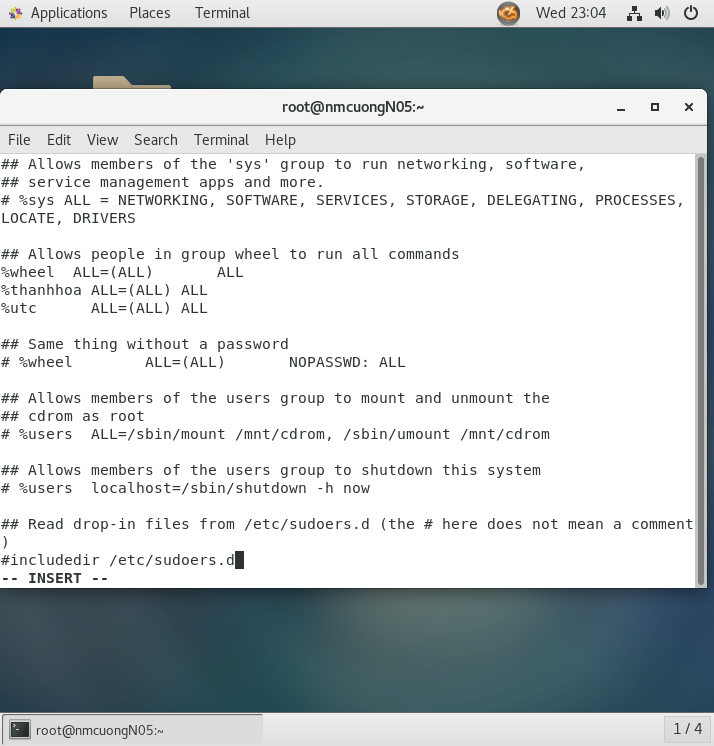 Applications Places Terminal Wed 23:04
root@nmcuongN05:~
File Edit View Search Terminal Help
## Allows members of the 'sys' group to run networking, software,
## service management apps and more.
# %sys ALL = NETWORKING, SOFTWARE, SERVICES, STORAGE, DELEGATING, PROCESSES,
LOCATE, DRIVERS
## Allows people in group wheel to run all commands
%wheel  ALL=(ALL)       ALL
%thanhhoa ALL=(ALL) ALL
%utc      ALL=(ALL) ALL
## Same thing without a password
# %wheel        ALL=(ALL)       NOPASSWD: ALL
## Allows members of the users group to mount and unmount the
## cdrom as root
# %users  ALL=/sbin/mount /mnt/cdrom, /sbin/umount /mnt/cdrom
## Allows members of the users group to shutdown this system
# %users  localhost=/sbin/shutdown -h now
## Read drop-in files from /etc/sudoers.d (the # here does not mean a comment
)
#includedir /etc/sudoers.d
-- INSERT --
root@nmcuongN05:~
1 / 4